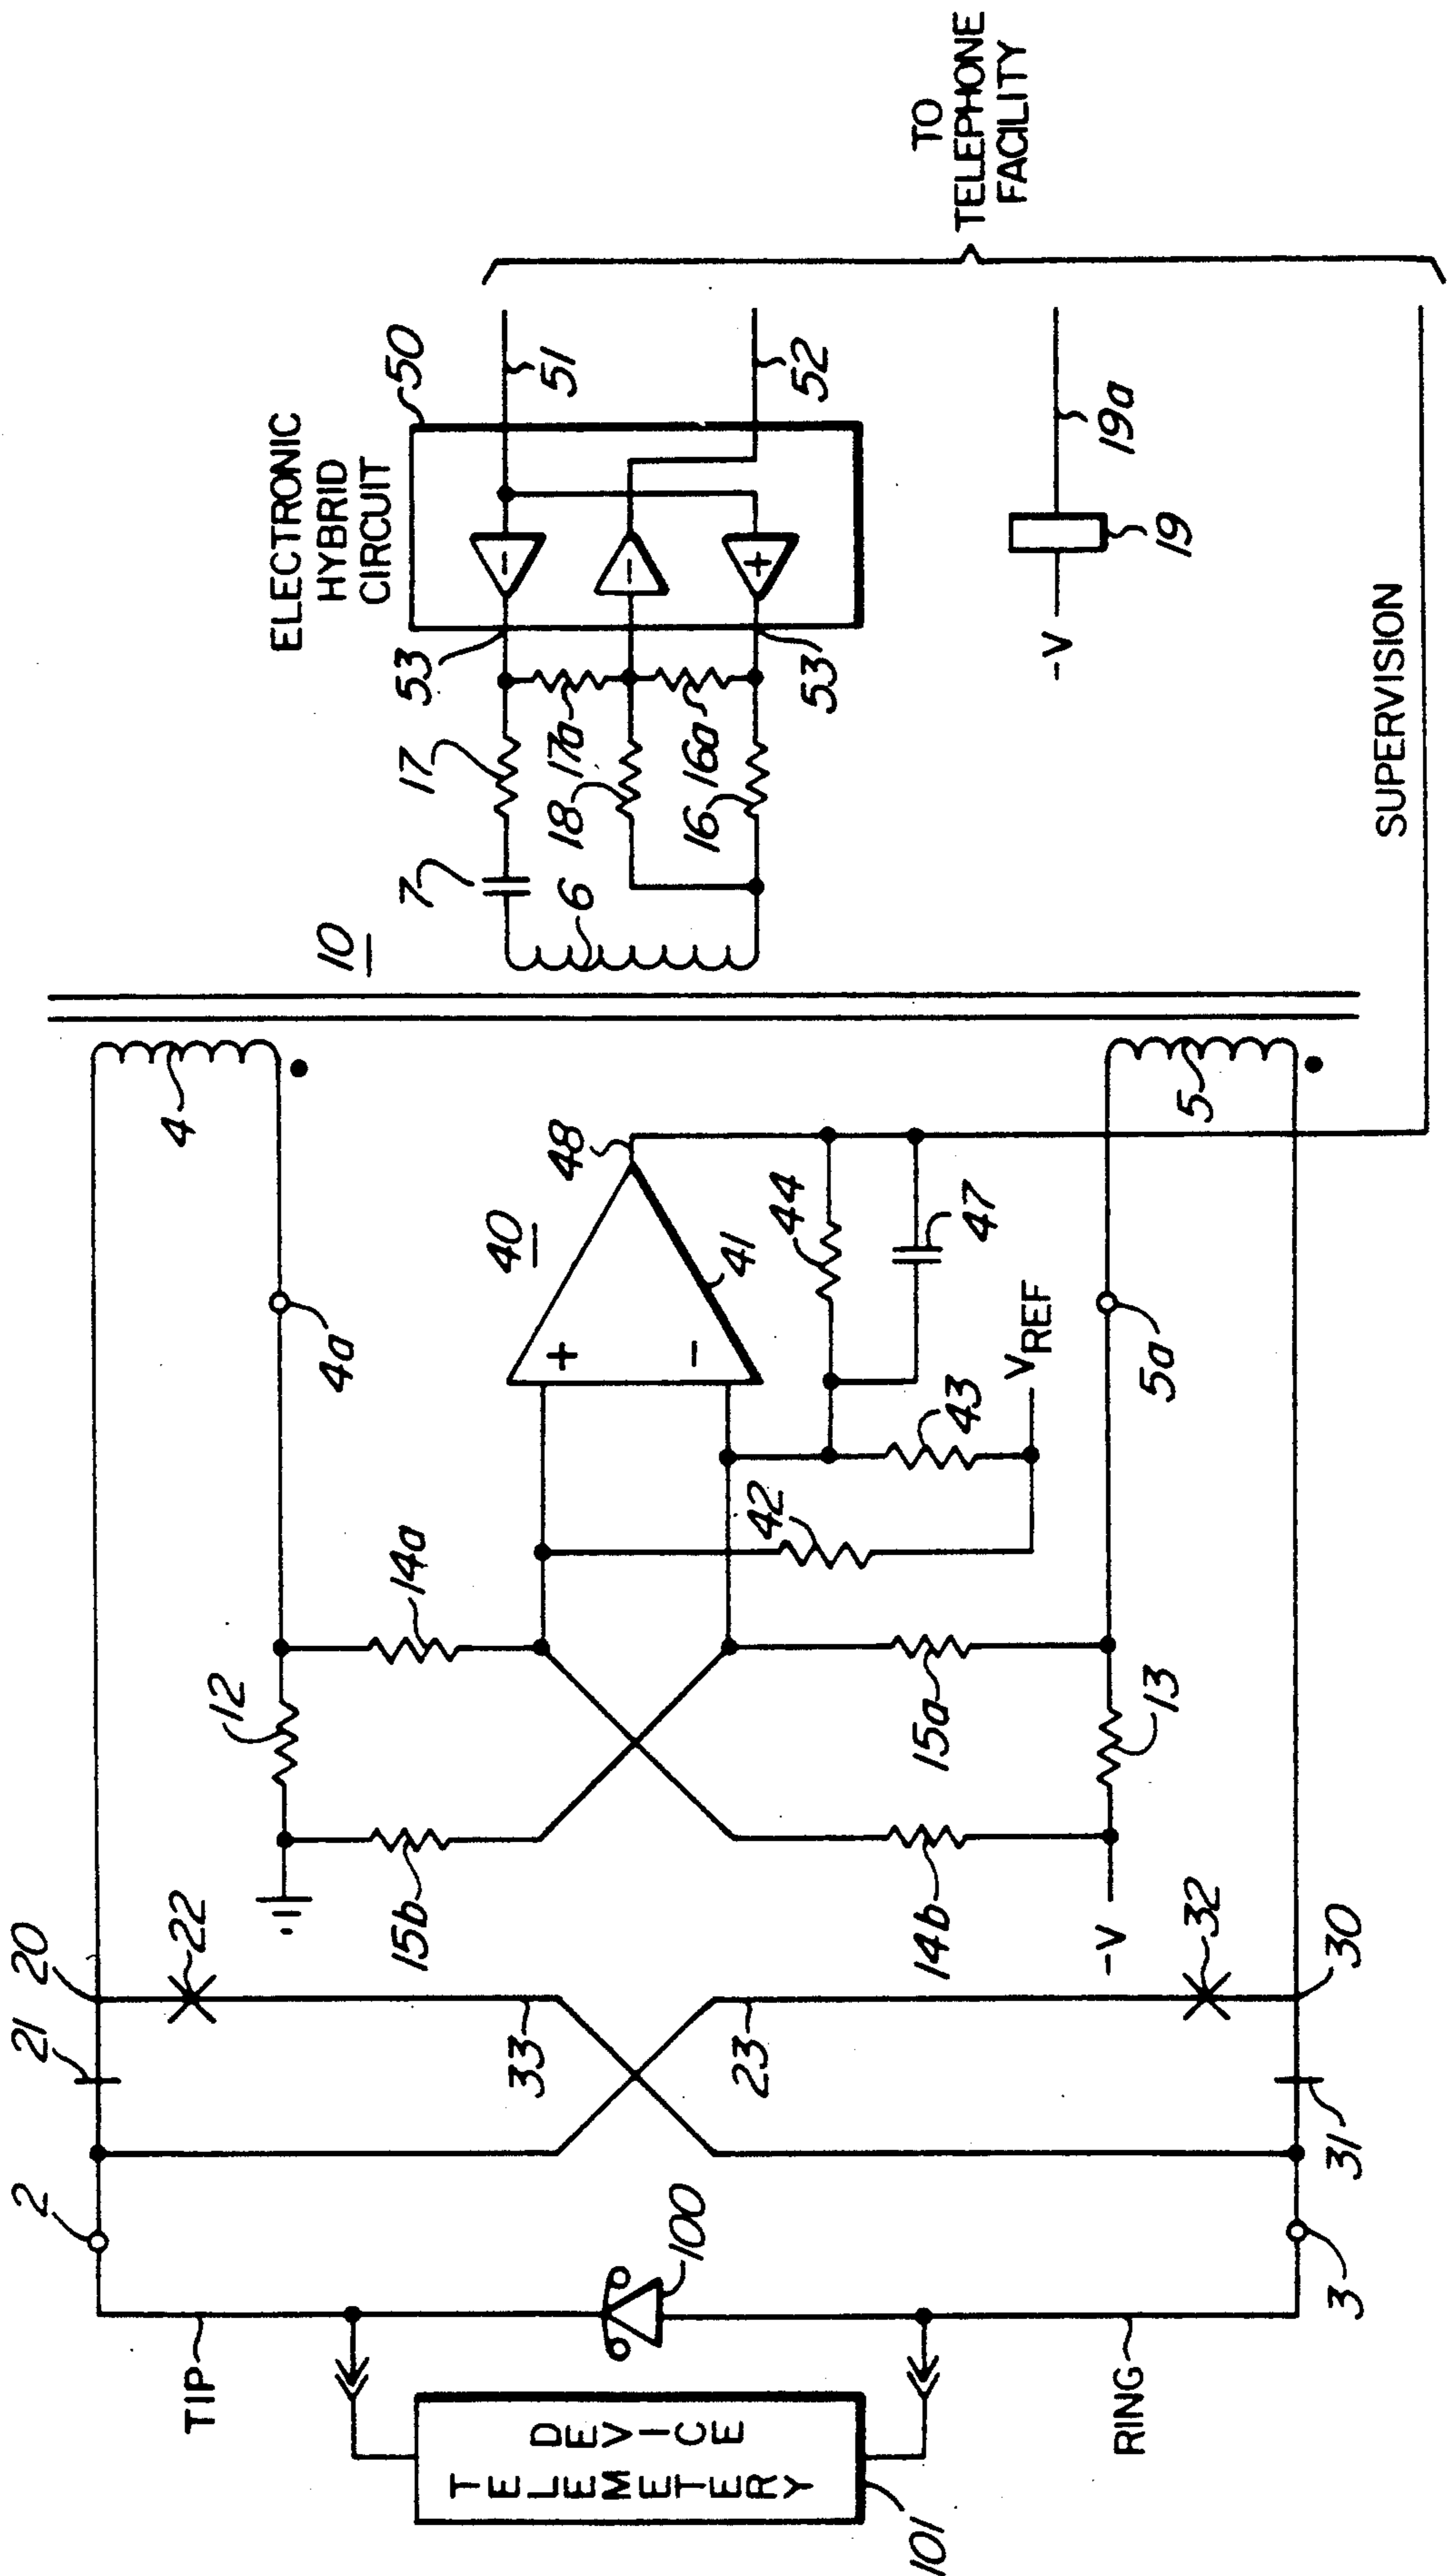 TO
TELEPHONE
FACILITY
ELECTRONIC
HYBRID
CIRCUIT
50
51
52
53
53
17
17a
18
16a
16
7
6
10
-
-
+
-V
19
19a
SUPERVISION
4
4a
5
5a
48
40
41
+
-
44
47
43
42
VREF
14a
12
15b
15a
13
14b
-V
20
21
22
33
23
32
30
31
2
3
TIP
100
RING
DEVICE
TELEMETERY
101